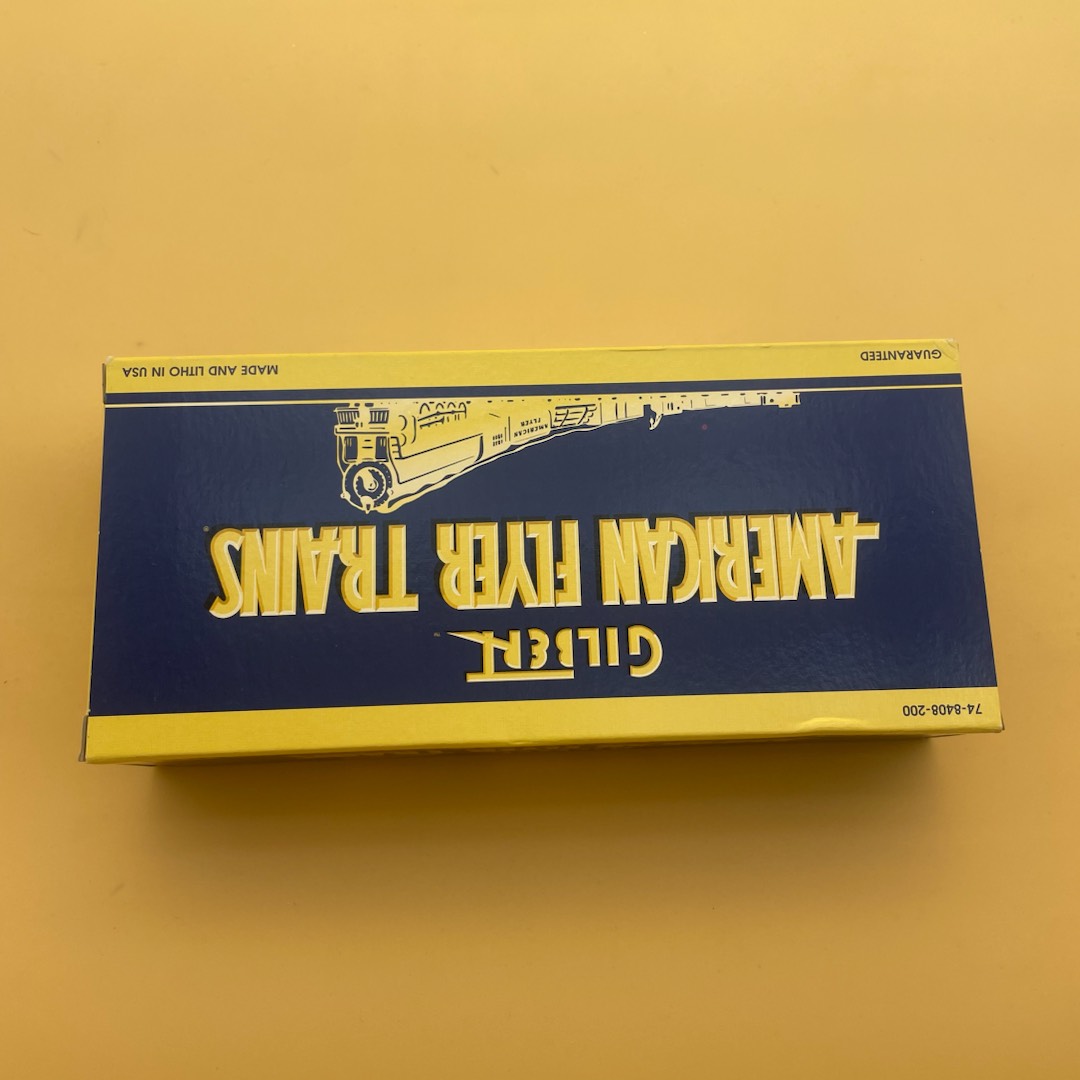 74-8408-200
GILBERT
AMERICAN FLYER TRAINS
AMERICAN
FLYER
GUARANTEED
MADE AND LITHO IN USA